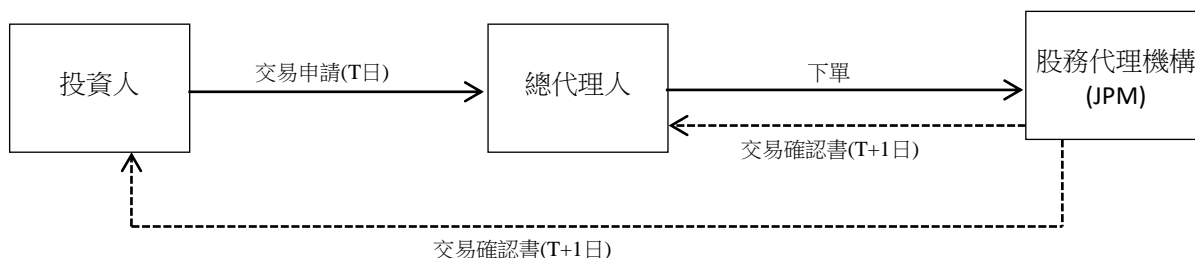 投資人
交易申請(T日)
總代理人
下單
股務代理機構
(JPM)
交易確認書(T+1日)
交易確認書(T+1日)